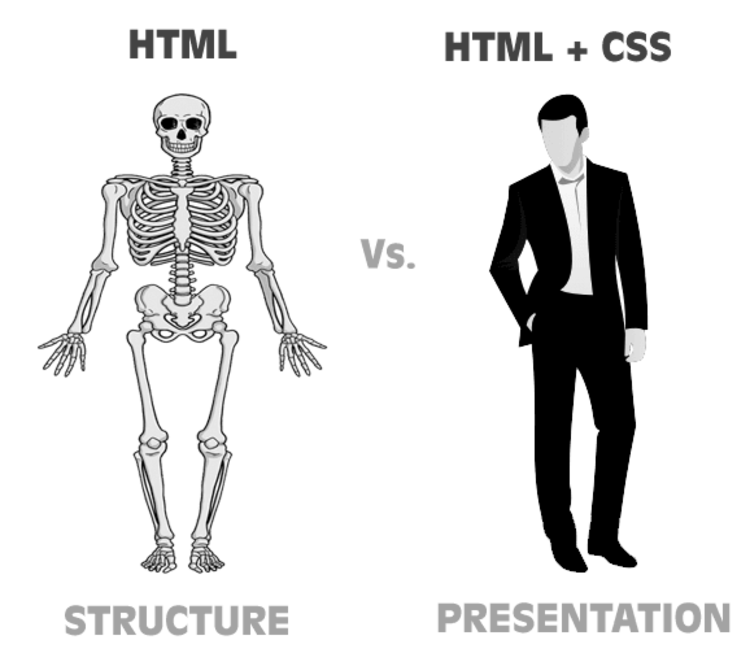 HTML
HTML + CSS
Vs.
STRUCTURE
PRESENTATION